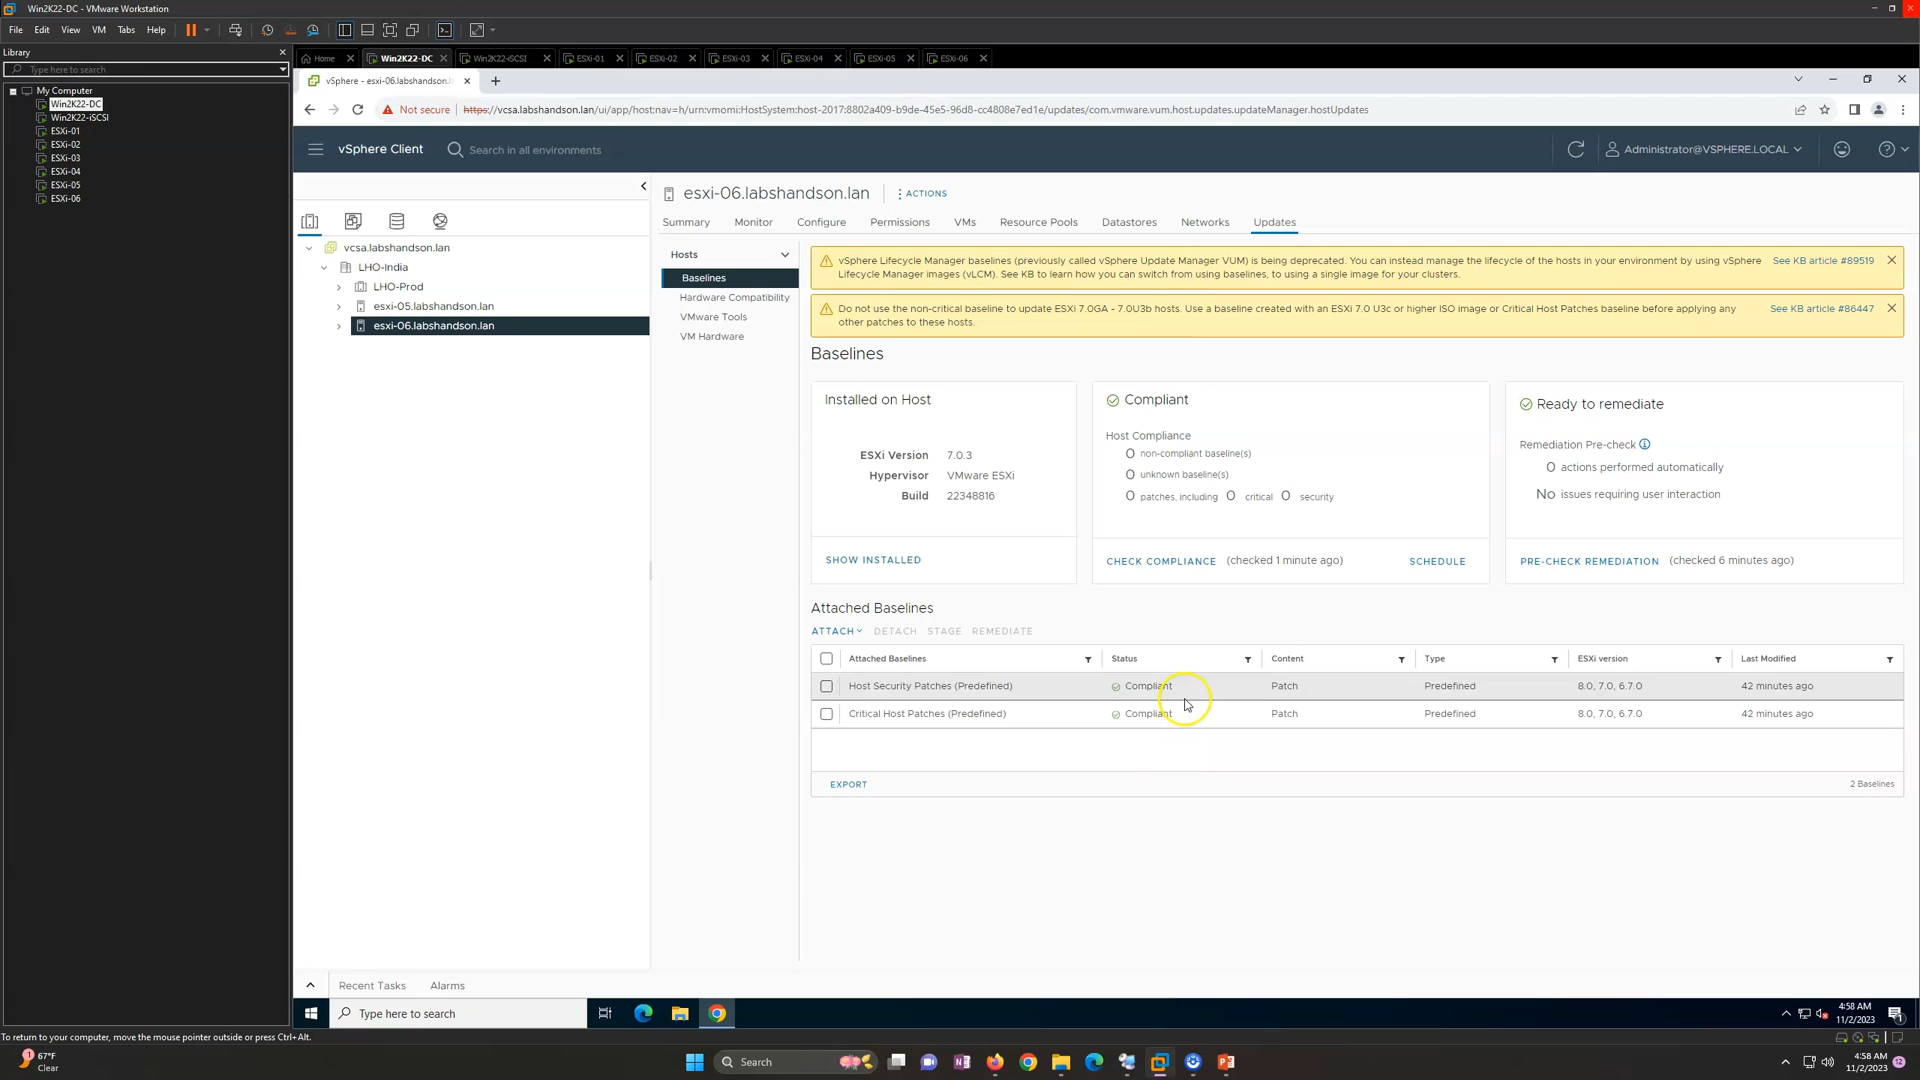 Win2K22-DC - VMware Workstation
File Edit View VM Tabs Help
Library
Type here to search
My Computer
Win2K22-DC
Win2K22-iSCSI
ESXi-01
ESXi-02
ESXi-03
ESXi-04
ESXi-05
ESXi-06
Home Win2K22-DC Win2K22-iSCSI ESXi-01 ESXi-02 ESXi-03 ESXi-04 ESXi-05 ESXi-06
vSphere - esxi-06.labshandson.l
Not secure https://vcsa.labshandson.lan/ui/app/host;nav=h/urn:vmomi:HostSystem:host-2017:8802a409-b9de-45e5-96d8-cc4808e7ed1e/updates/com.vmware.vum.host.updates.updateManager.hostUpdates
vSphere Client Search in all environments Administrator@VSPHERE.LOCAL
vcsa.labshandson.lan
LHO-India
LHO-Prod
esxi-05.labshandson.lan
esxi-06.labshandson.lan
esxi-06.labshandson.lan ACTIONS
Summary Monitor Configure Permissions VMs Resource Pools Datastores Networks Updates
Hosts
Baselines
Hardware Compatibility
VMware Tools
VM Hardware
vSphere Lifecycle Manager baselines (previously called vSphere Update Manager VUM) is being deprecated. You can instead manage the lifecycle of the hosts in your environment by using vSphere See KB article #89519
Lifecycle Manager images (vLCM). See KB to learn how you can switch from using baselines, to using a single image for your clusters.
Do not use the non-critical baseline to update ESXi 7.0GA - 7.0U3b hosts. Use a baseline created with an ESXi 7.0 U3c or higher ISO image or Critical Host Patches baseline before applying any See KB article #86447
other patches to these hosts.
Baselines
Installed on Host
ESXi Version 7.0.3
Hypervisor VMware ESXi
Build 22348816
SHOW INSTALLED
Compliant
Host Compliance
0 non-compliant baseline(s)
0 unknown baseline(s)
0 patches, including 0 critical 0 security
CHECK COMPLIANCE (checked 1 minute ago) SCHEDULE
Ready to remediate
Remediation Pre-check
0 actions performed automatically
No issues requiring user interaction
PRE-CHECK REMEDIATION (checked 6 minutes ago)
Attached Baselines
ATTACH DETACH STAGE REMEDIATE
Attached Baselines Status Content Type ESXi version Last Modified
Host Security Patches (Predefined) Compliant Patch Predefined 8.0, 7.0, 6.7.0 42 minutes ago
Critical Host Patches (Predefined) Compliant Patch Predefined 8.0, 7.0, 6.7.0 42 minutes ago
EXPORT 2 Baselines
Recent Tasks Alarms
Type here to search
4:58 AM
11/2/2023
1
To return to your computer, move the mouse pointer outside or press Ctrl+Alt.
1
67°F
Clear
Search
4:58 AM
11/2/2023
12